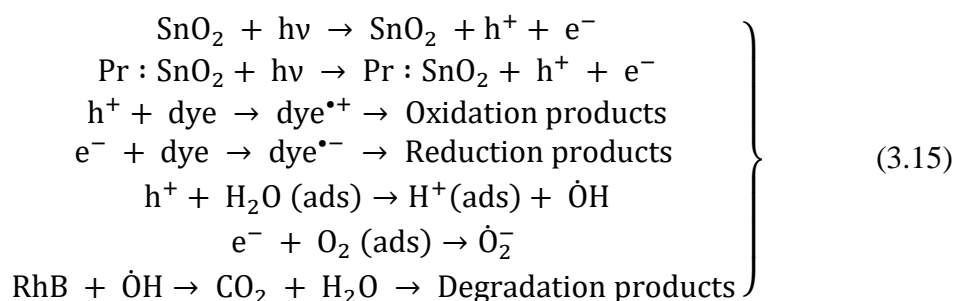 SnO₂ + hν → SnO₂ + h⁺ + e⁻
Pr : SnO₂ + hν → Pr : SnO₂ + h⁺ + e⁻
h⁺ + dye → dye•⁺ → Oxidation products
e⁻ + dye → dye•⁻ → Reduction products
h⁺ + H₂O (ads) → H⁺(ads) + ȮH
e⁻ + O₂ (ads) → Ȯ₂⁻
RhB + ȮH → CO₂ + H₂O → Degradation products
(3.15)